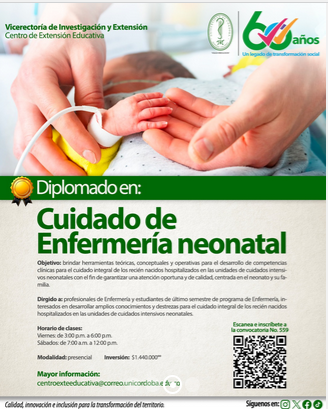 Vicerectoría de Investigación y Extensión
Centro de Extensión Educativa
60 años
Un legado de transformación social
Diplomado en:
Cuidado de
Enfermería neonatal
Objetivo: brindar herramientas teóricas, conceptuales y operativas para el desarrollo de competencias
clínicas para el cuidado integral de los recién nacidos hospitalizados en las unidades de cuidados intensi-
vos neonatales con el fin de garantizar una atención oportuna y de calidad, centrada en el neonato y su fa-
milia.
Dirigido a: profesionales de Enfermería y estudiantes de último semestre de programa de Enfermería, in-
teresados en desarrollar amplios conocimientos y destrezas para el cuidado integral de los recién nacidos
hospitalizados en las unidades de cuidados intensivos neonatales.
Horario de clases:
Viernes: de 3:00 p.m. a 6:00 p.m.
Sábados: de 7:00 a.m. a 12:00 p.m.
Modalidad: presencial Inversión: $1.440.000**
Escanea e inscríbete a
la convocatoria No. 559
Mayor información:
centroexteeducativa@correo.unicordoba.e
Calidad, innovación e inclusión para la transformación del territorio.
Síguenos en: